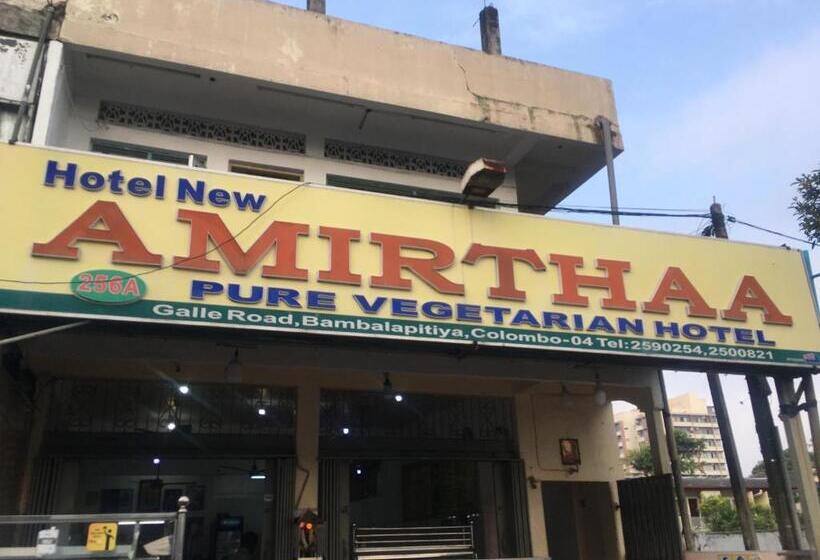 Hotel New
AMIRTHAA
256A
PURE VEGETARIAN HOTEL
Galle Road,Bambalapitiya,Colombo-04 Tel:2590254,2500821